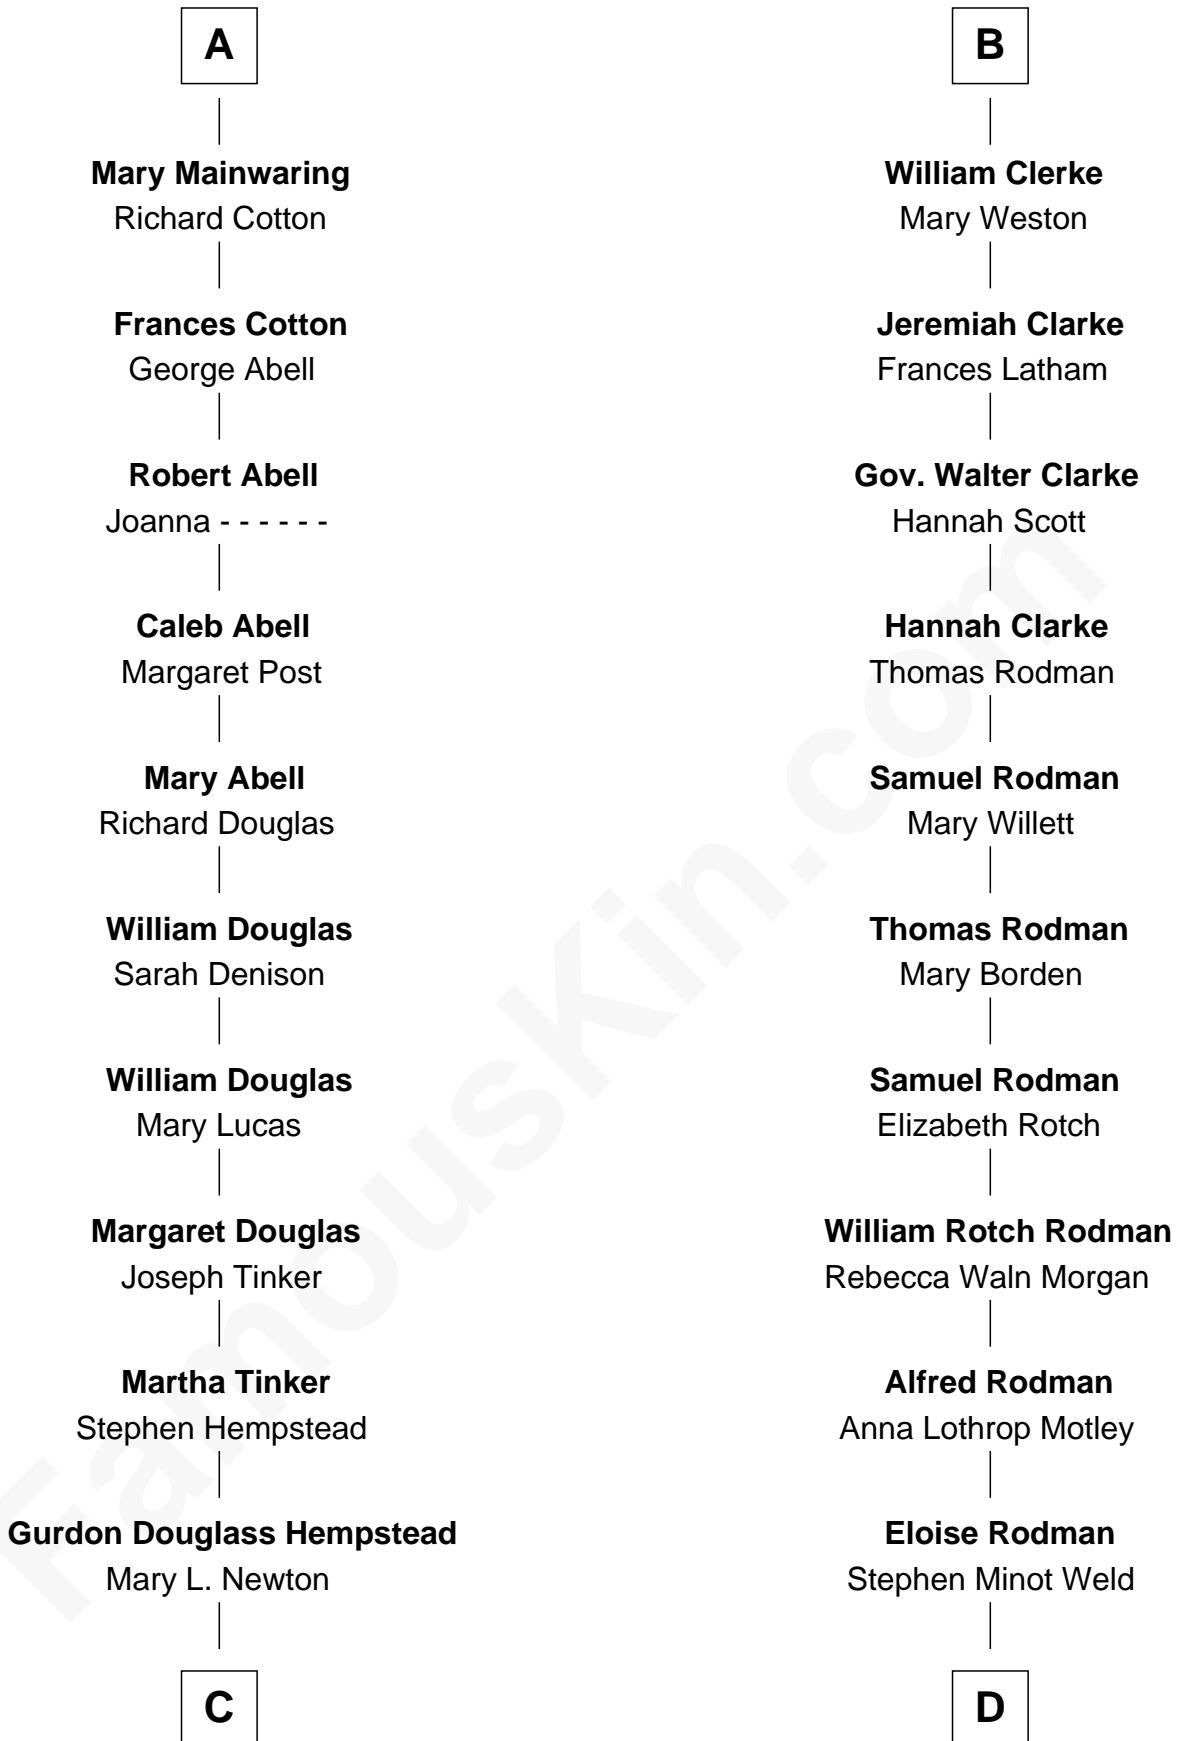 A
Mary Mainwaring
Richard Cotton
Frances Cotton
George Abell
Robert Abell
Joanna - - - - - -
Caleb Abell
Margaret Post
Mary Abell
Richard Douglas
William Douglas
Sarah Denison
William Douglas
Mary Lucas
Margaret Douglas
Joseph Tinker
Martha Tinker
Stephen Hempstead
Gurdon Douglass Hempstead
Mary L. Newton
C
B
William Clerke
Mary Weston
Jeremiah Clarke
Frances Latham
Gov. Walter Clarke
Hannah Scott
Hannah Clarke
Thomas Rodman
Samuel Rodman
Mary Willett
Thomas Rodman
Mary Borden
Samuel Rodman
Elizabeth Rotch
William Rotch Rodman
Rebecca Waln Morgan
Alfred Rodman
Anna Lothrop Motley
Eloise Rodman
Stephen Minot Weld
D
FamousKin.com